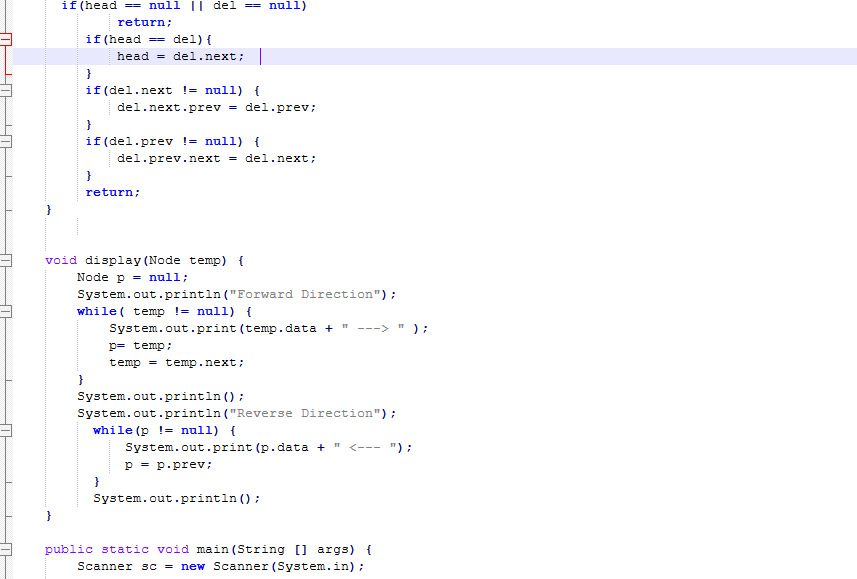 if(head == null || del == null)
return;
if(head == del){
head = del.next;
}
if(del.next != null) {
del.next.prev = del.prev;
}
if(del.prev != null) {
del.prev.next = del.next;
}
return;
}
void display(Node temp) {
Node p = null;
System.out.println("Forward Direction");
while( temp != null) {
System.out.print(temp.data + " ---> " );
p= temp;
temp = temp.next;
}
System.out.println();
System.out.println("Reverse Direction");
while(p != null) {
System.out.print(p.data + " <--- ");
p = p.prev;
}
System.out.println();
}
public static void main(String [] args) {
Scanner sc = new Scanner(System.in);